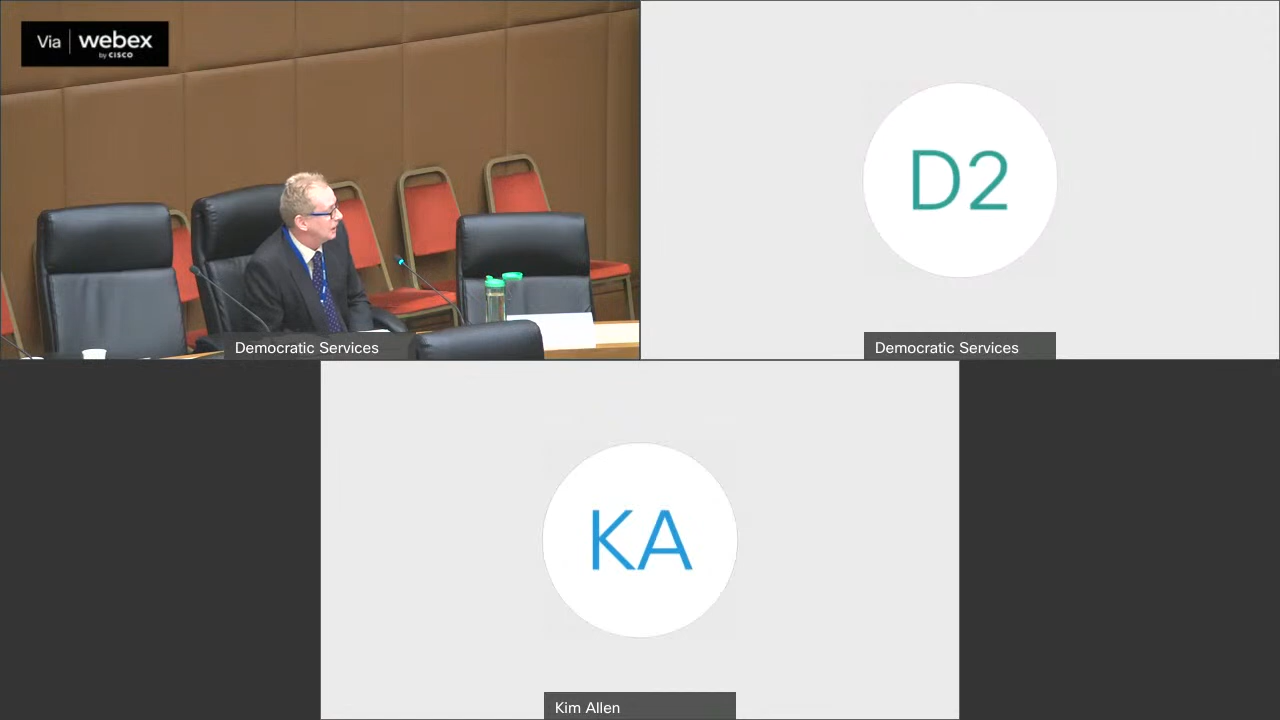 Via webex
by CISCO
Democratic Services
D2
Democratic Services
KA
Kim Allen